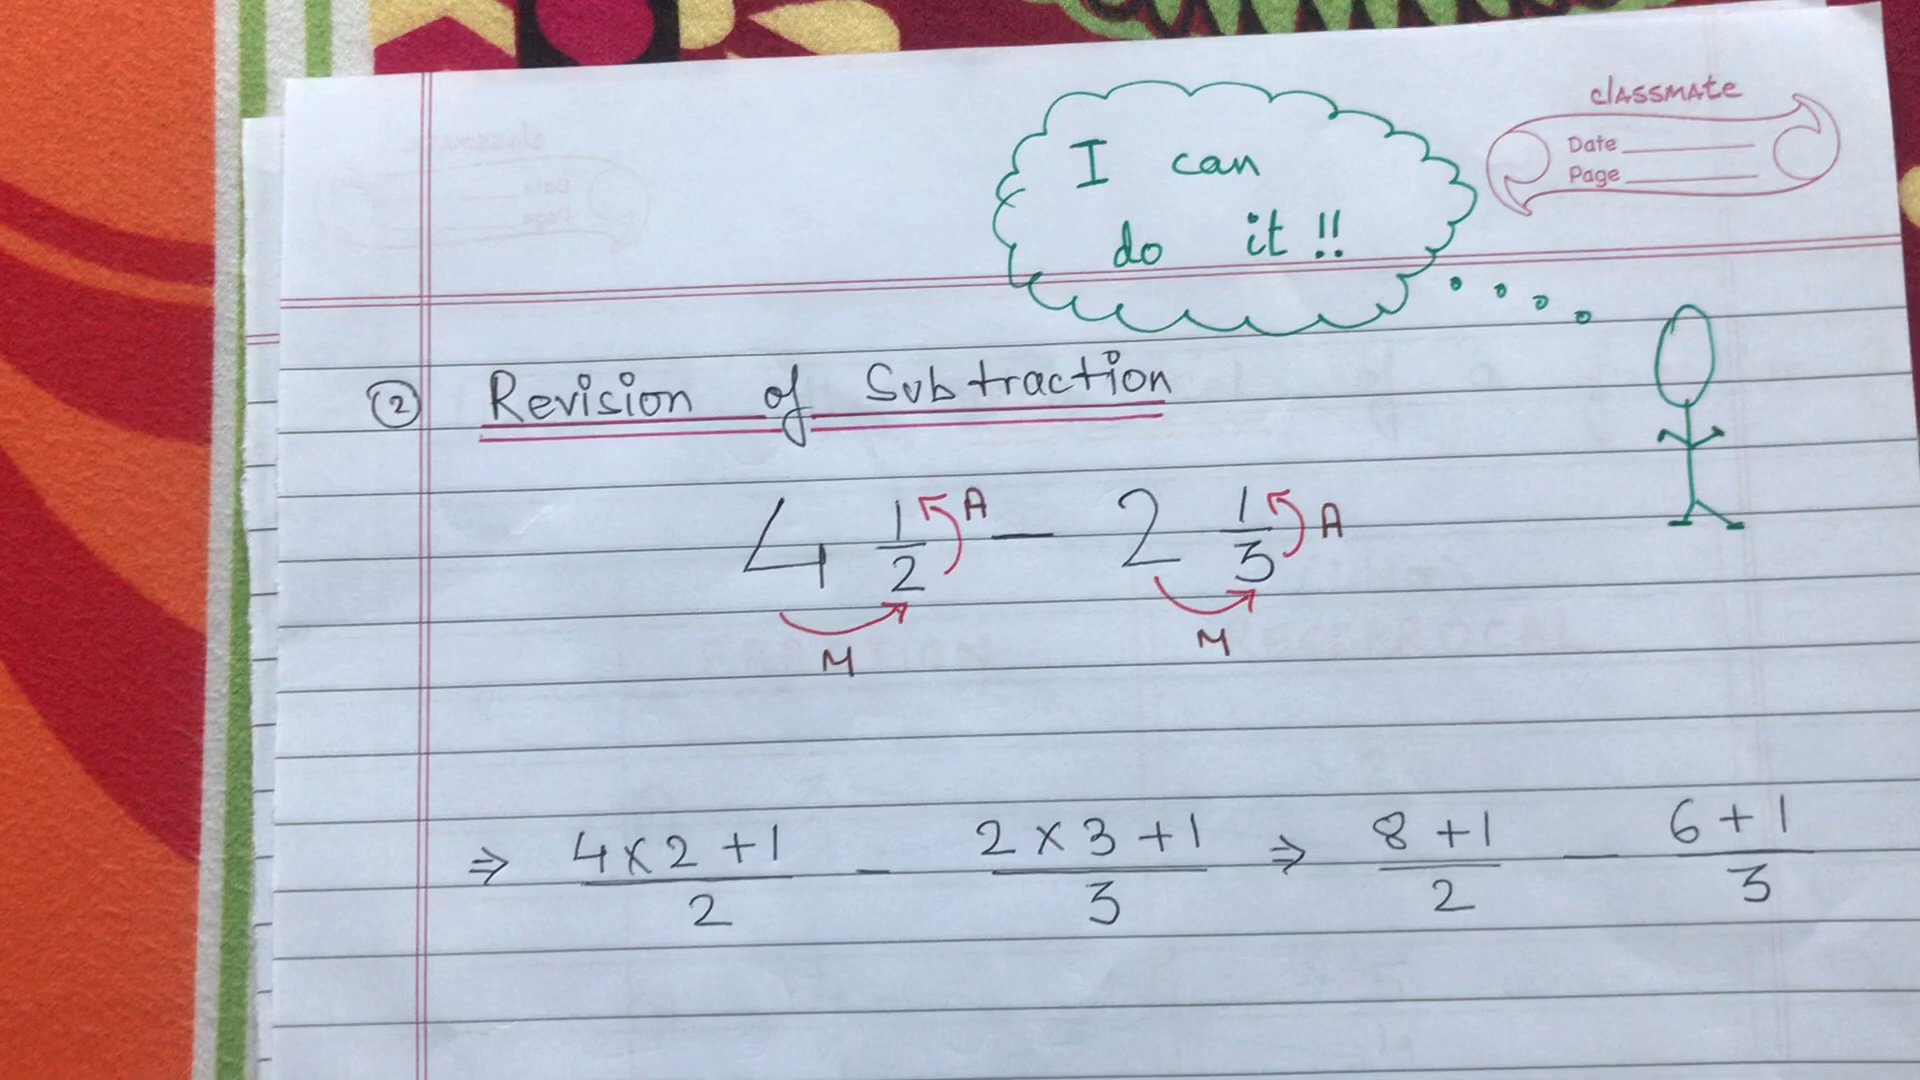 classmate
Date
Page
I can
do it!!
② Revision of Subtraction
4 1/2 - 2 1/3
A A
M M
⇒ (4 × 2 + 1)/2 - (2 × 3 + 1)/3 ⇒ (8 + 1)/2 - (6 + 1)/3